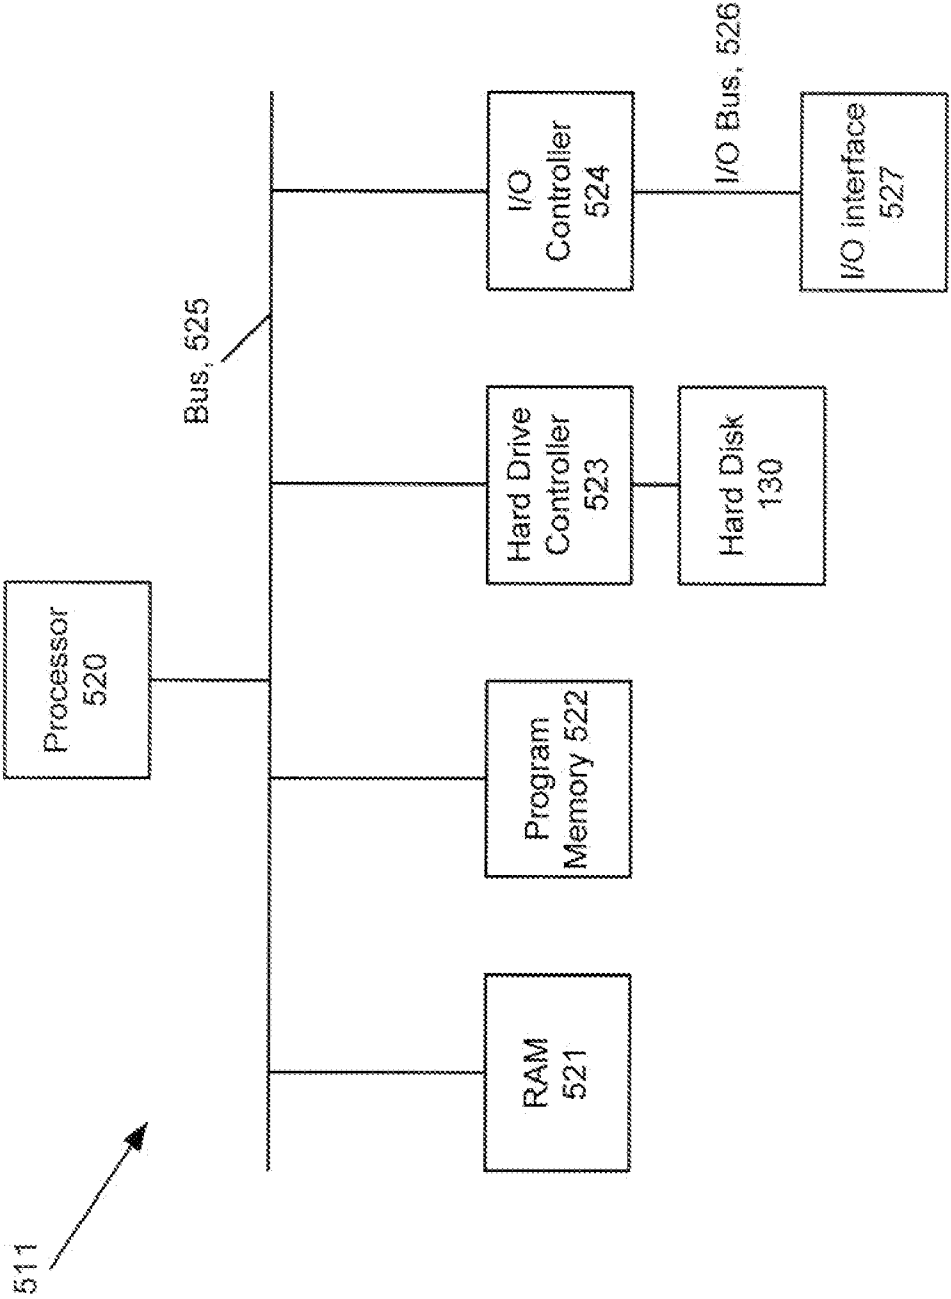 511
Processor
520
Bus, 525
RAM
521
Program
Memory 522
Hard Drive
Controller
523
I/O
Controller
524
Hard Disk
130
I/O Bus, 526
I/O interface
527